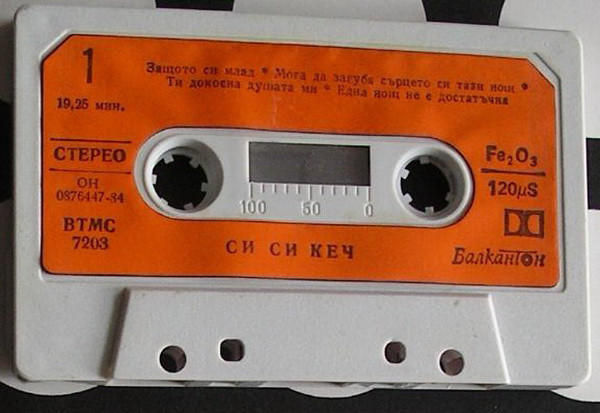 1
Защото си млад * Мога да загубя сърцето си тази нощ *
Ти докосна душата ми * Една нощ не е достатъчна
19,25 мин.
СТЕРЕО
ОН
0876447-84
ВТМС
7203
100 50 0
Fe₂O₃
120µS
СИ СИ КЕЧ
Балкантон